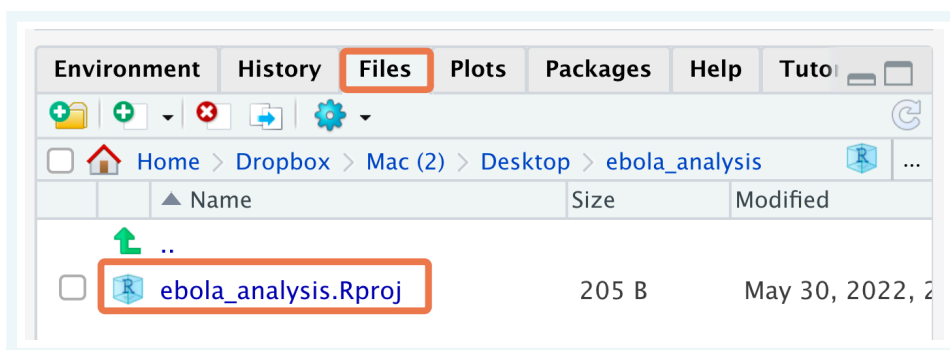 Environment History Files Plots Packages Help
Home > Dropbox > Mac (2) > Desktop > ebola_analysis R ...
Name Size Modified
..
R ebola_analysis.Rproj 205 B May 30, 2022,